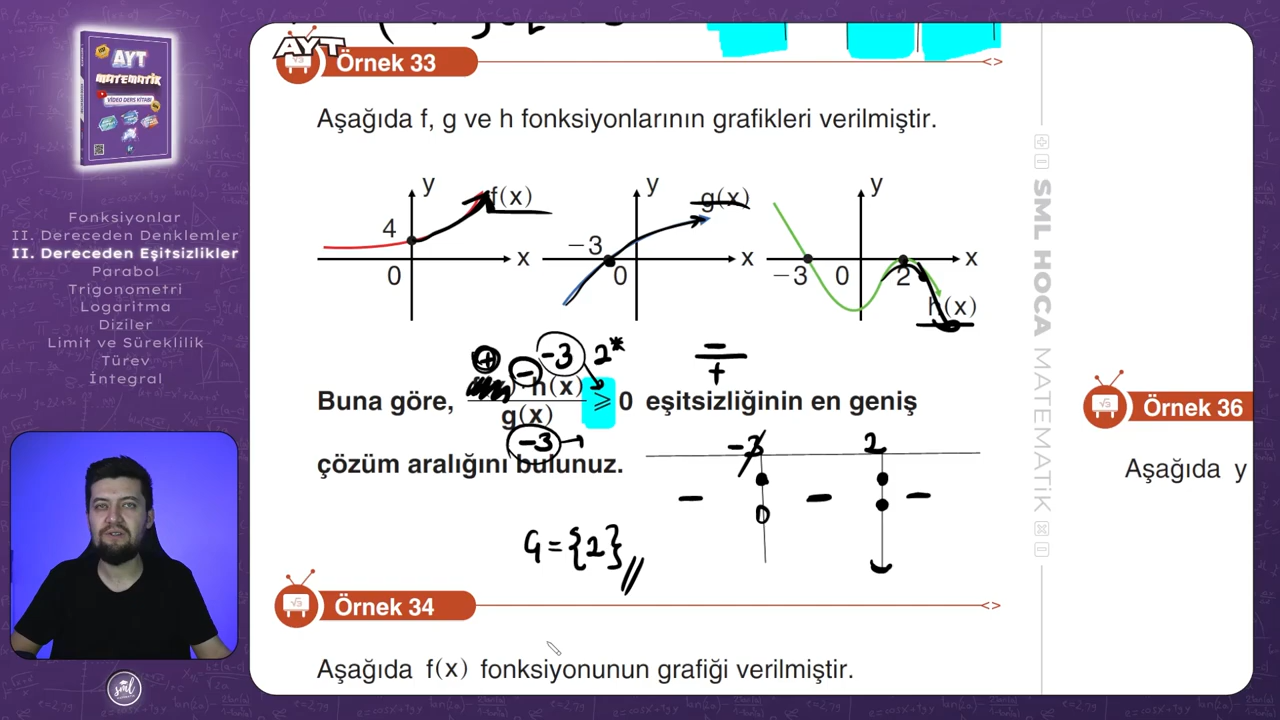 AYT
MATEMATİK
VİDEO DERS KİTABI
Fonksiyonlar
II. Dereceden Denklemler
II. Dereceden Eşitsizlikler
Parabol
Trigonometri
Logaritma
Diziler
Limit ve Süreklilik
Türev
İntegral
sml
AYT
Örnek 33
Aşağıda f, g ve h fonksiyonlarının grafikleri verilmiştir.
y f(x) 4 0 x
y g(x) −3 0 x
y −3 0 2 x h(x)
+ − -3 2*
− / +
Buna göre, · h(x) / g(x) ⩾ 0 eşitsizliğinin en geniş
-3
çözüm aralığını bulunuz.
-3 2
− − −
Ç={2}
Örnek 34
Aşağıda f(x) fonksiyonunun grafiği verilmiştir.
SML HOCA MATEMATİK
Örnek 36
Aşağıda y